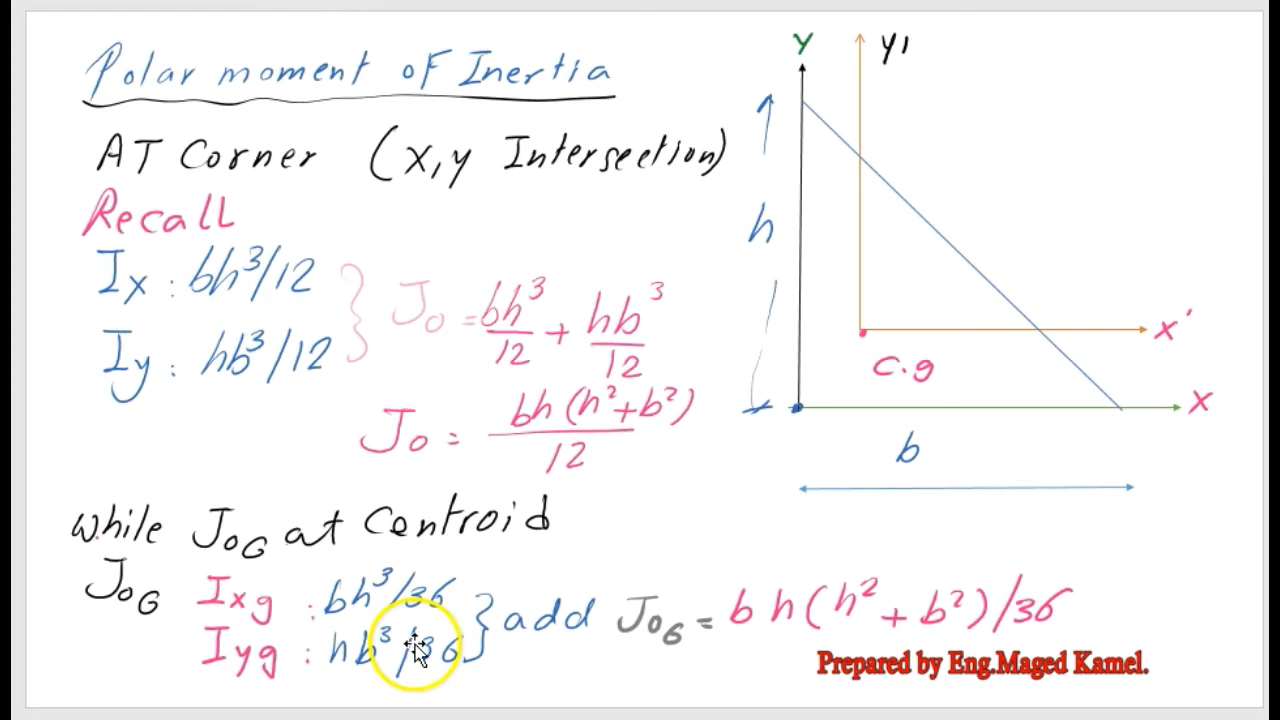 Polar moment of Inertia
AT Corner (x,y Intersection)
Recall
Ix : bh³/12
Iy : hb³/12
Jo = bh³/12 + hb³/12
Jo = bh(h²+b²)/12
while JoG at Centroid
JoG
Ixg : bh³/36
Iyg : hb³/36
add JoG = bh(h²+b²)/36
Y
y1
h
x'
C.g
X
b
Prepared by Eng.Maged Kamel.